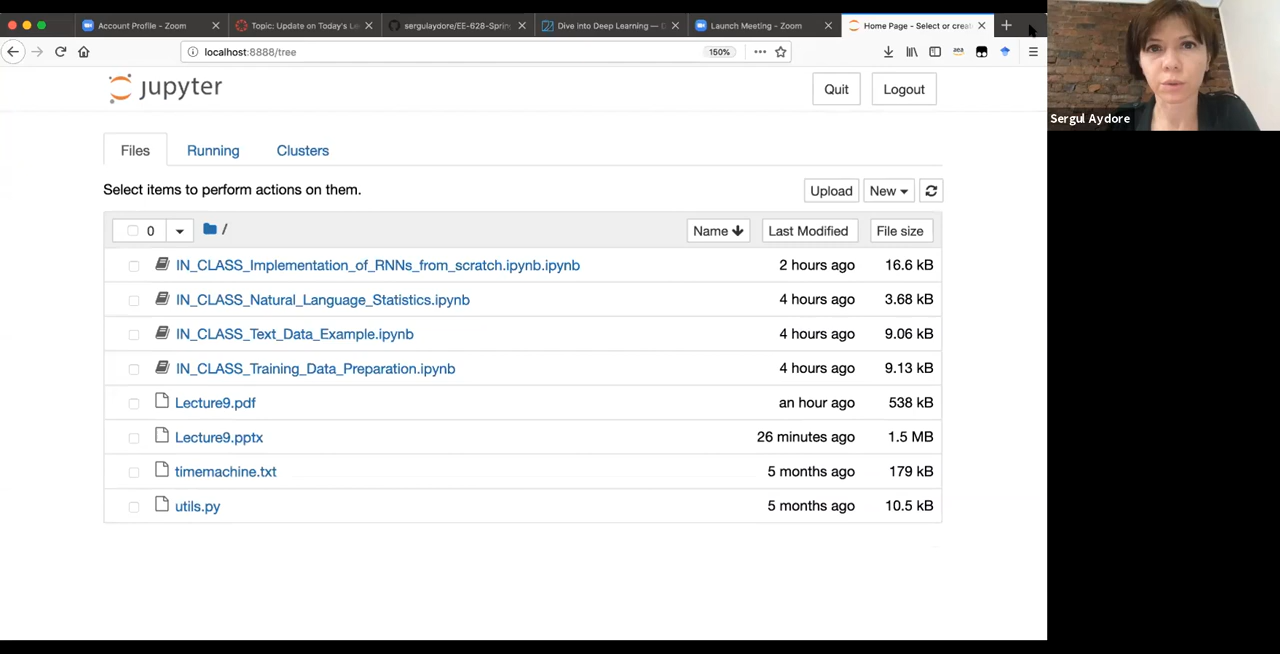 Account Profile - Zoom
Topic: Update on Today's Le
sergulaydore/EE-628-Sprin
Dive into Deep Learning — D
Launch Meeting - Zoom
Home Page - Select or creat
localhost:8888/tree
150%
jupyter
Quit
Logout
Sergul Aydore
Files
Running
Clusters
Select items to perform actions on them.
Upload
New
0
/
Name
Last Modified
File size
IN_CLASS_Implementation_of_RNNs_from_scratch.ipynb.ipynb
2 hours ago
16.6 kB
IN_CLASS_Natural_Language_Statistics.ipynb
4 hours ago
3.68 kB
IN_CLASS_Text_Data_Example.ipynb
4 hours ago
9.06 kB
IN_CLASS_Training_Data_Preparation.ipynb
4 hours ago
9.13 kB
Lecture9.pdf
an hour ago
538 kB
Lecture9.pptx
26 minutes ago
1.5 MB
timemachine.txt
5 months ago
179 kB
utils.py
5 months ago
10.5 kB